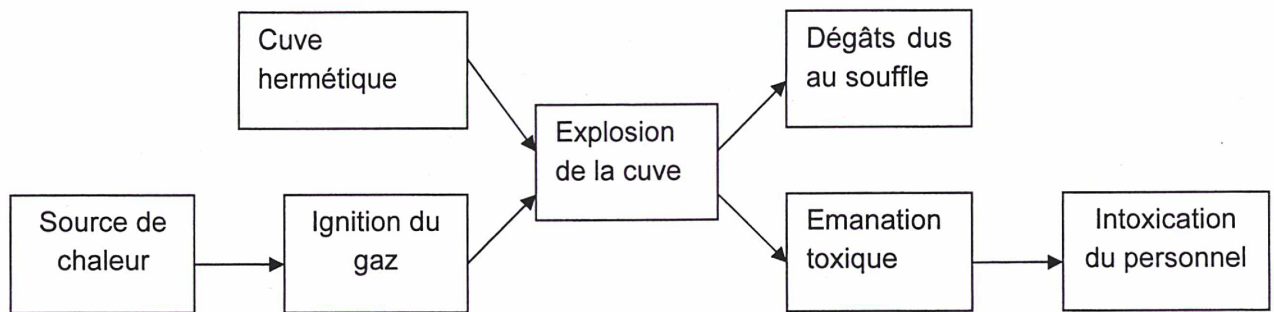 Cuve
hermétique
Dégâts dus
au souffle
Explosion
de la cuve
Source de
chaleur
Ignition du
gaz
Emanation
toxique
Intoxication
du personnel